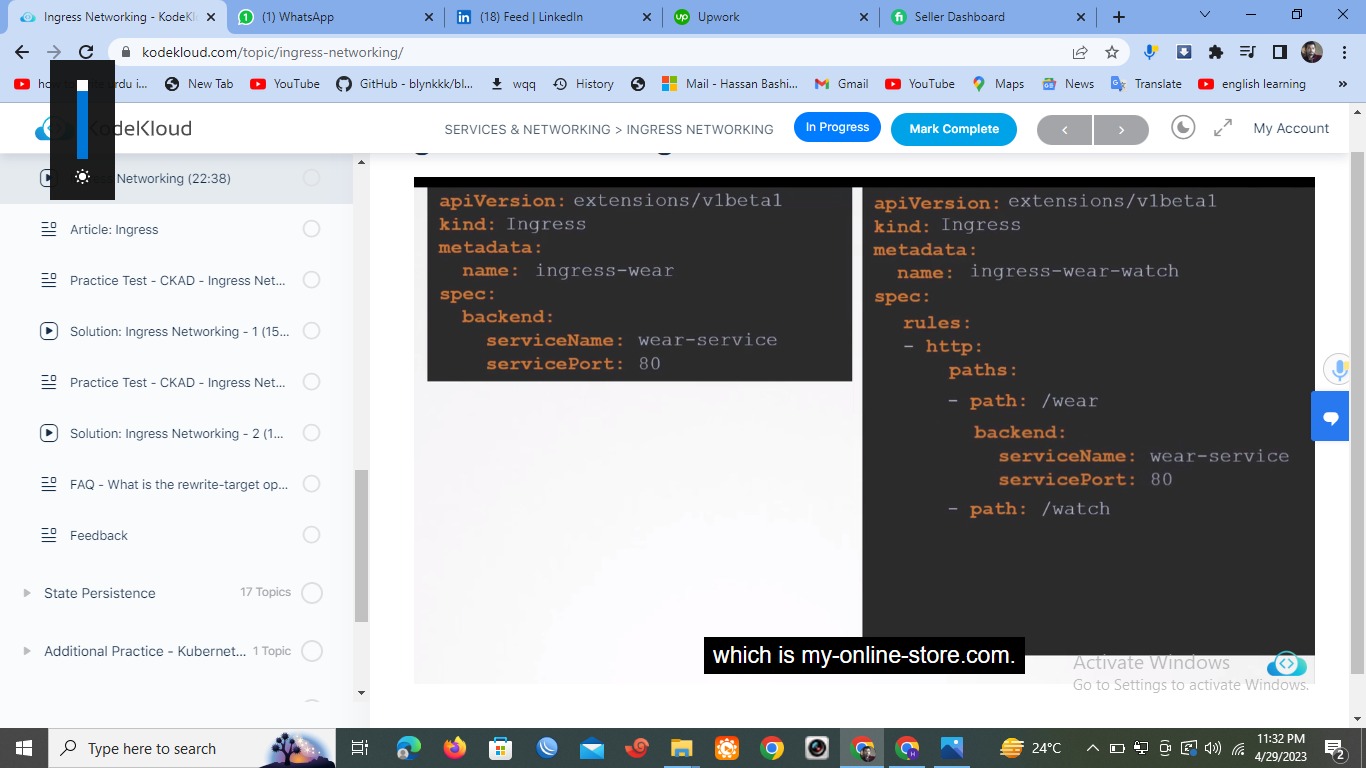 Ingress Networking - KodeKlo
(1) WhatsApp
(18) Feed | LinkedIn
Upwork
Seller Dashboard
kodekloud.com/topic/ingress-networking/
how urdu i...
New Tab
YouTube
GitHub - blynkkk/bl...
wqq
History
Mail - Hassan Bashi...
Gmail
YouTube
Maps
News
Translate
english learning
»
KodeKloud
SERVICES & NETWORKING > INGRESS NETWORKING
In Progress
Mark Complete
<
>
My Account
Networking (22:38)
Article: Ingress
Practice Test - CKAD - Ingress Net...
Solution: Ingress Networking - 1 (15...
Practice Test - CKAD - Ingress Net...
Solution: Ingress Networking - 2 (1...
FAQ - What is the rewrite-target op...
Feedback
State Persistence 17 Topics
Additional Practice - Kubernet... 1 Topic
apiVersion: extensions/v1beta1
kind: Ingress
metadata:
name: ingress-wear
spec:
backend:
serviceName: wear-service
servicePort: 80
apiVersion: extensions/v1beta1
kind: Ingress
metadata:
name: ingress-wear-watch
spec:
rules:
- http:
paths:
- path: /wear
backend:
serviceName: wear-service
servicePort: 80
- path: /watch
which is my-online-store.com.
Activate Windows
Go to Settings to activate Windows.
Type here to search
24°C
11:32 PM
4/29/2023
2